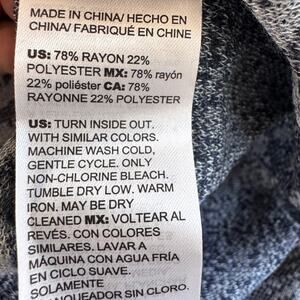 MADE IN
CHINA/ HECHO EN
CHINA/ FABRIQUÉ EN CHINE
US: 78% RAYON 22%
POLYESTER MX: 78% rayón
22% poliéster CA: 78%
RAYONNE 22% POLYESTER
US: TURN INSIDE OUT.
WITH SIMILAR COLORS.
MACHINE WASH COLD,
GENTLE CYCLE. ONLY
NON-CHLORINE BLEACH.
TUMBLE DRY LOW. WARM
IRON. MAY BE DRY
CLEANED MX: VOLTEAR AL
REVÉS. CON COLORES
SIMILARES. LAVAR A
MÁQUINA CON AGUA FRÍA
EN CICLO SUAVE.
SOLAMENTE
SIN CLORO.